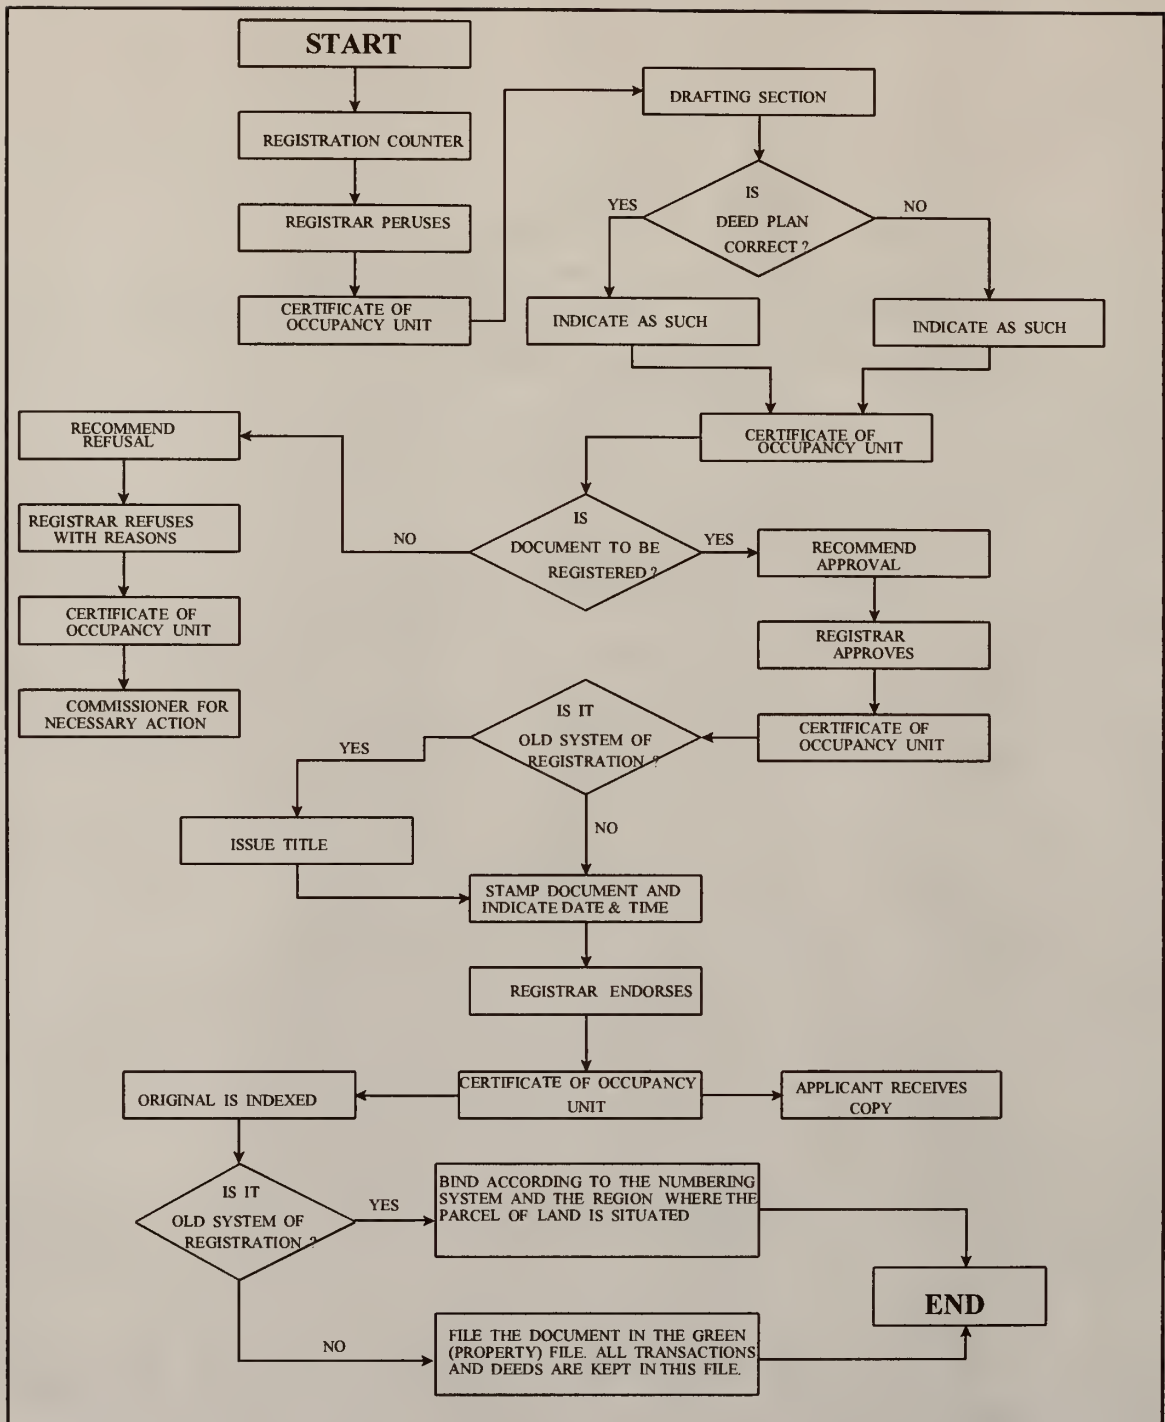 START
REGISTRATION COUNTER
REGISTRAR PERUSES
CERTIFICATE OF
OCCUPANCY UNIT
DRAFTING SECTION
IS
DEED PLAN
CORRECT ?
YES
NO
INDICATE AS SUCH
INDICATE AS SUCH
CERTIFICATE OF
OCCUPANCY UNIT
IS
DOCUMENT TO BE
REGISTERED ?
NO
YES
RECOMMEND
REFUSAL
REGISTRAR REFUSES
WITH REASONS
CERTIFICATE OF
OCCUPANCY UNIT
COMMISSIONER FOR
NECESSARY ACTION
RECOMMEND
APPROVAL
REGISTRAR
APPROVES
CERTIFICATE OF
OCCUPANCY UNIT
IS IT
OLD SYSTEM OF
REGISTRATION ?
YES
NO
ISSUE TITLE
STAMP DOCUMENT AND
INDICATE DATE & TIME
REGISTRAR ENDORSES
CERTIFICATE OF OCCUPANCY
UNIT
ORIGINAL IS INDEXED
APPLICANT RECEIVES
COPY
IS IT
OLD SYSTEM OF
REGISTRATION ?
YES
BIND ACCORDING TO THE NUMBERING
SYSTEM AND THE REGION WHERE THE
PARCEL OF LAND IS SITUATED
NO
FILE THE DOCUMENT IN THE GREEN
(PROPERTY) FILE. ALL TRANSACTIONS
AND DEEDS ARE KEPT IN THIS FILE.
END